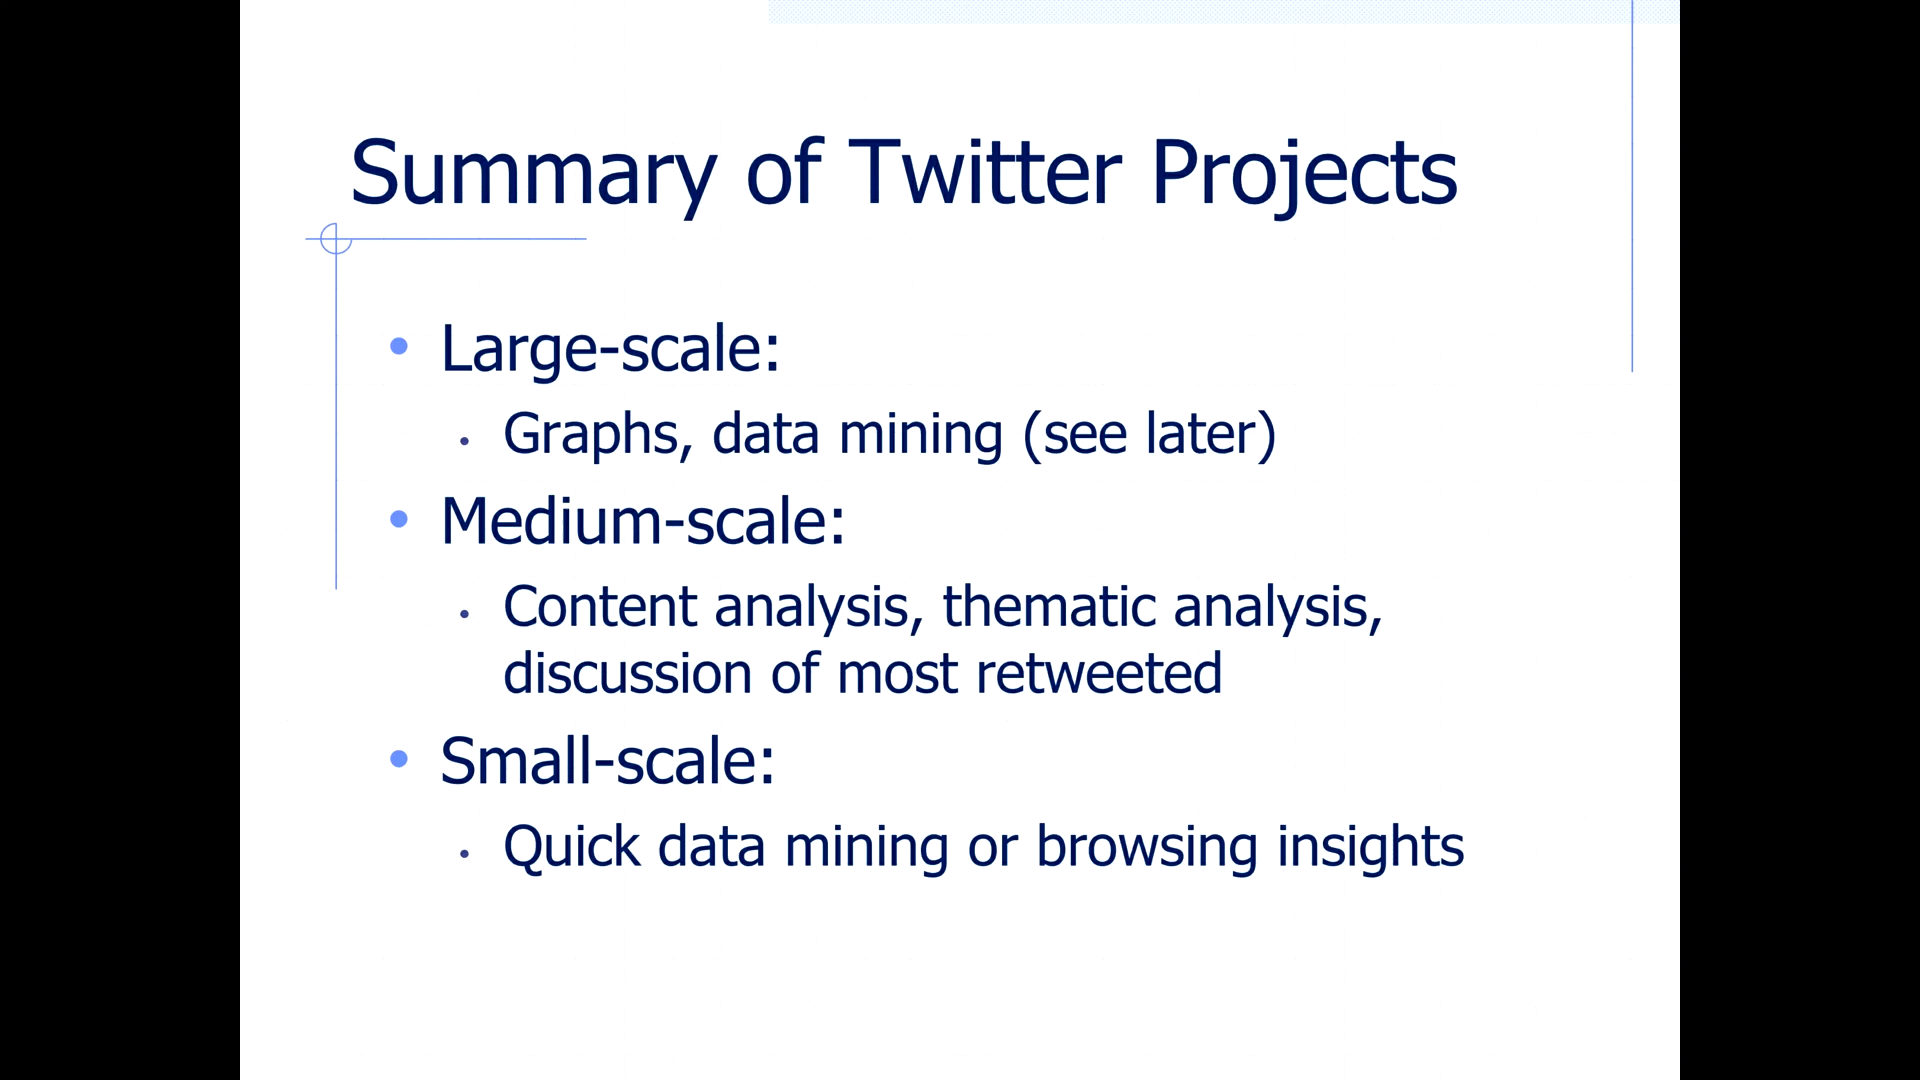 Summary of Twitter Projects
• Large-scale:
• Graphs, data mining (see later)
• Medium-scale:
• Content analysis, thematic analysis,
discussion of most retweeted
• Small-scale:
• Quick data mining or browsing insights